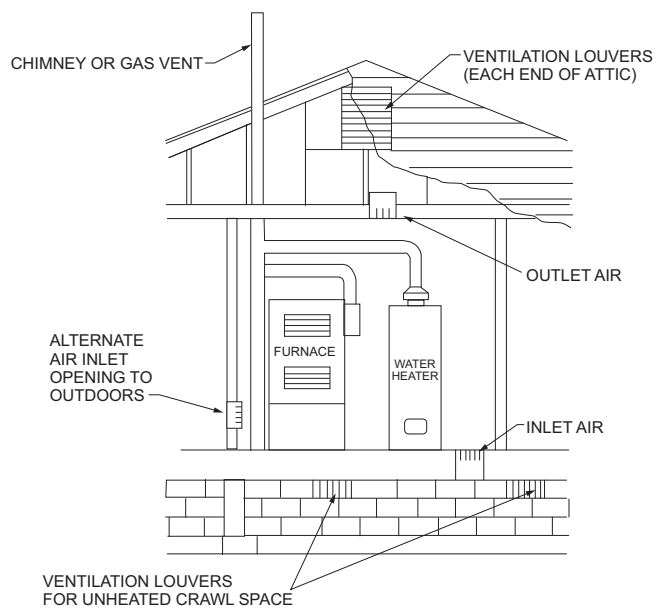 CHIMNEY OR GAS VENT
VENTILATION LOUVERS
(EACH END OF ATTIC)
OUTLET AIR
ALTERNATE
AIR INLET
OPENING TO
OUTDOORS
FURNACE
WATER
HEATER
INLET AIR
VENTILATION LOUVERS
FOR UNHEATED CRAWL SPACE